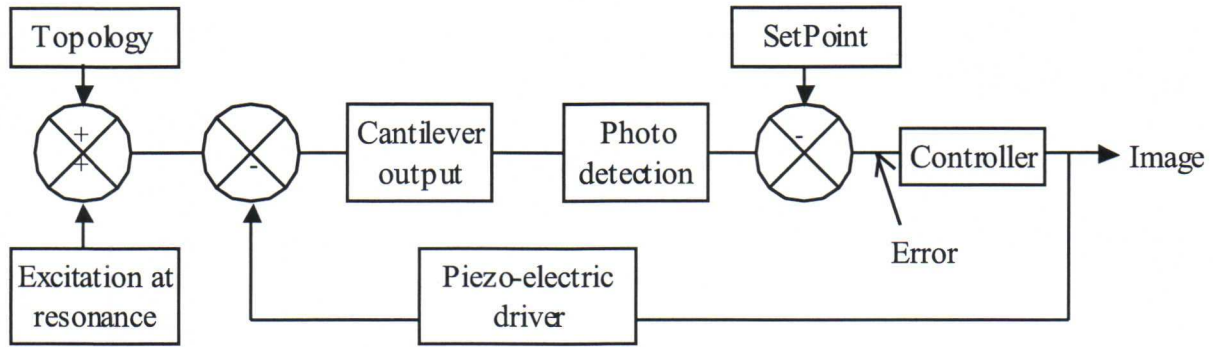 Topology
SetPoint
+
+
-
Cantilever
output
Photo
detection
-
Controller
Image
Error
Excitation at
resonance
Piezo-electric
driver